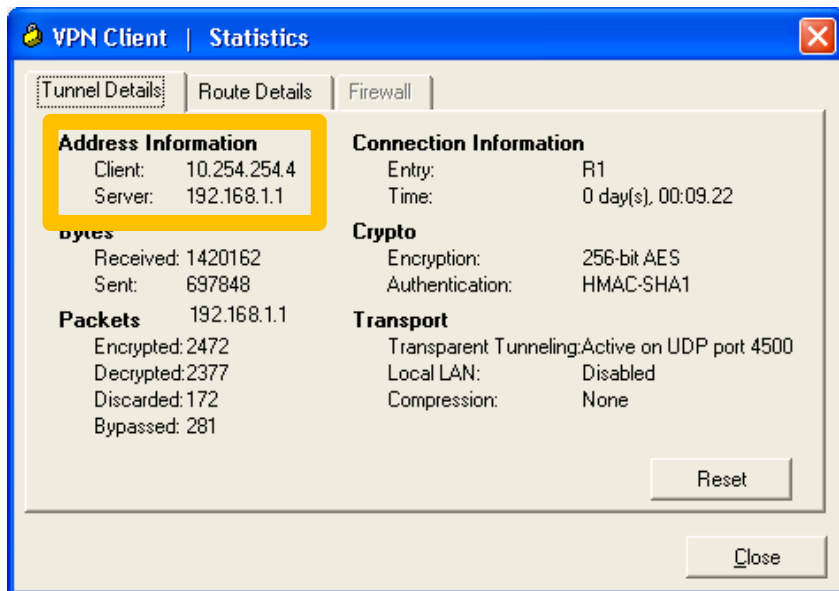 VPN Client | Statistics
Tunnel Details Route Details Firewall
Address Information
Client: 10.254.254.4
Server: 192.168.1.1
Bytes
Received: 1420162
Sent: 697848
192.168.1.1
Packets
Encrypted: 2472
Decrypted: 2377
Discarded: 172
Bypassed: 281
Connection Information
Entry: R1
Time: 0 day(s), 00:09.22
Crypto
Encryption: 256-bit AES
Authentication: HMAC-SHA1
Transport
Transparent Tunneling:Active on UDP port 4500
Local LAN: Disabled
Compression: None
Reset
Close